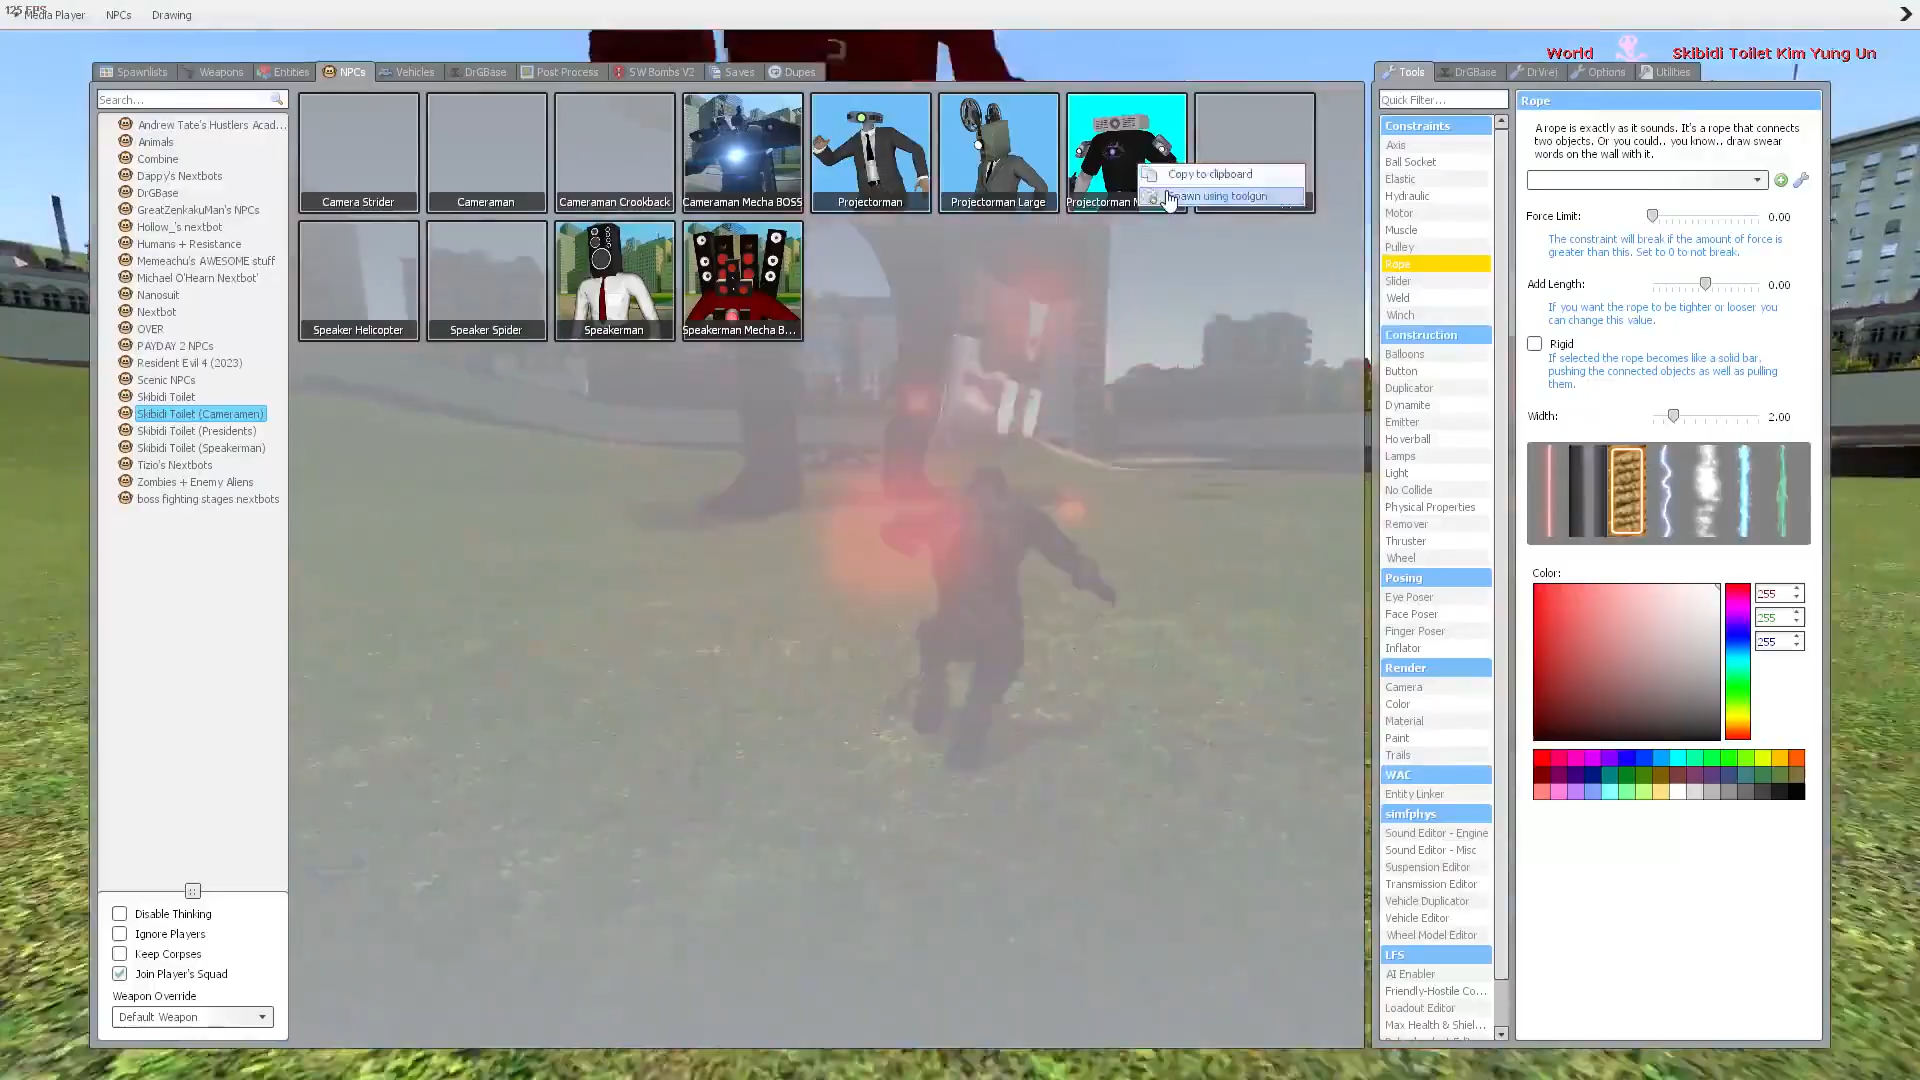 125 FPS
Media Player NPCs Drawing
World Skibidi Toilet Kim Yung Un
Spawnlists Weapons Entities NPCs Vehicles DrGBase Post Process SW Bombs V2 Saves Dupes
Tools DrGBase DrVrej Options Utilities
Search...
Andrew Tate's Hustlers Acad...
Animals
Combine
Dappy's Nextbots
DrGBase
GreatZenkakuMan's NPCs
Hollow_'s nextbot
Humans + Resistance
Memeachu's AWESOME stuff
Michael O'Hearn Nextbot'
Nanosuit
Nextbot
OVER
PAYDAY 2 NPCs
Resident Evil 4 (2023)
Scenic NPCs
Skibidi Toilet
Skibidi Toilet (Cameramen)
Skibidi Toilet (Presidents)
Skibidi Toilet (Speakerman)
Tizio's Nextbots
Zombies + Enemy Aliens
boss fighting stages nextbots
Disable Thinking
Ignore Players
Keep Corpses
Join Player's Squad
Weapon Override
Default Weapon
Camera Strider Cameraman Cameraman Crookback Cameraman Mecha BOSS Projectorman Projectorman Large Projectorman
Copy to clipboard
Spawn using toolgun
Speaker Helicopter Speaker Spider Speakerman Speakerman Mecha B...
Quick Filter...
Constraints
Axis
Ball Socket
Elastic
Hydraulic
Motor
Muscle
Pulley
Rope
Slider
Weld
Winch
Construction
Balloons
Button
Duplicator
Dynamite
Emitter
Hoverball
Lamps
Light
No Collide
Physical Properties
Remover
Thruster
Wheel
Posing
Eye Poser
Face Poser
Finger Poser
Inflator
Render
Camera
Color
Material
Paint
Trails
WAC
Entity Linker
simfphys
Sound Editor - Engine
Sound Editor - Misc
Suspension Editor
Transmission Editor
Vehicle Duplicator
Vehicle Editor
Wheel Model Editor
LFS
AI Enabler
Friendly-Hostile Co...
Loadout Editor
Max Health & Shiel...
Rope
A rope is exactly as it sounds. It's a rope that connects
two objects. Or you could.. you know.. draw swear
words on the wall with it.
Force Limit: 0.00
The constraint will break if the amount of force is
greater than this. Set to 0 to not break.
Add Length: 0.00
If you want the rope to be tighter or looser you
can change this value.
Rigid
If selected the rope becomes like a solid bar,
pushing the connected objects as well as pulling
them.
Width: 2.00
Color:
255
255
255